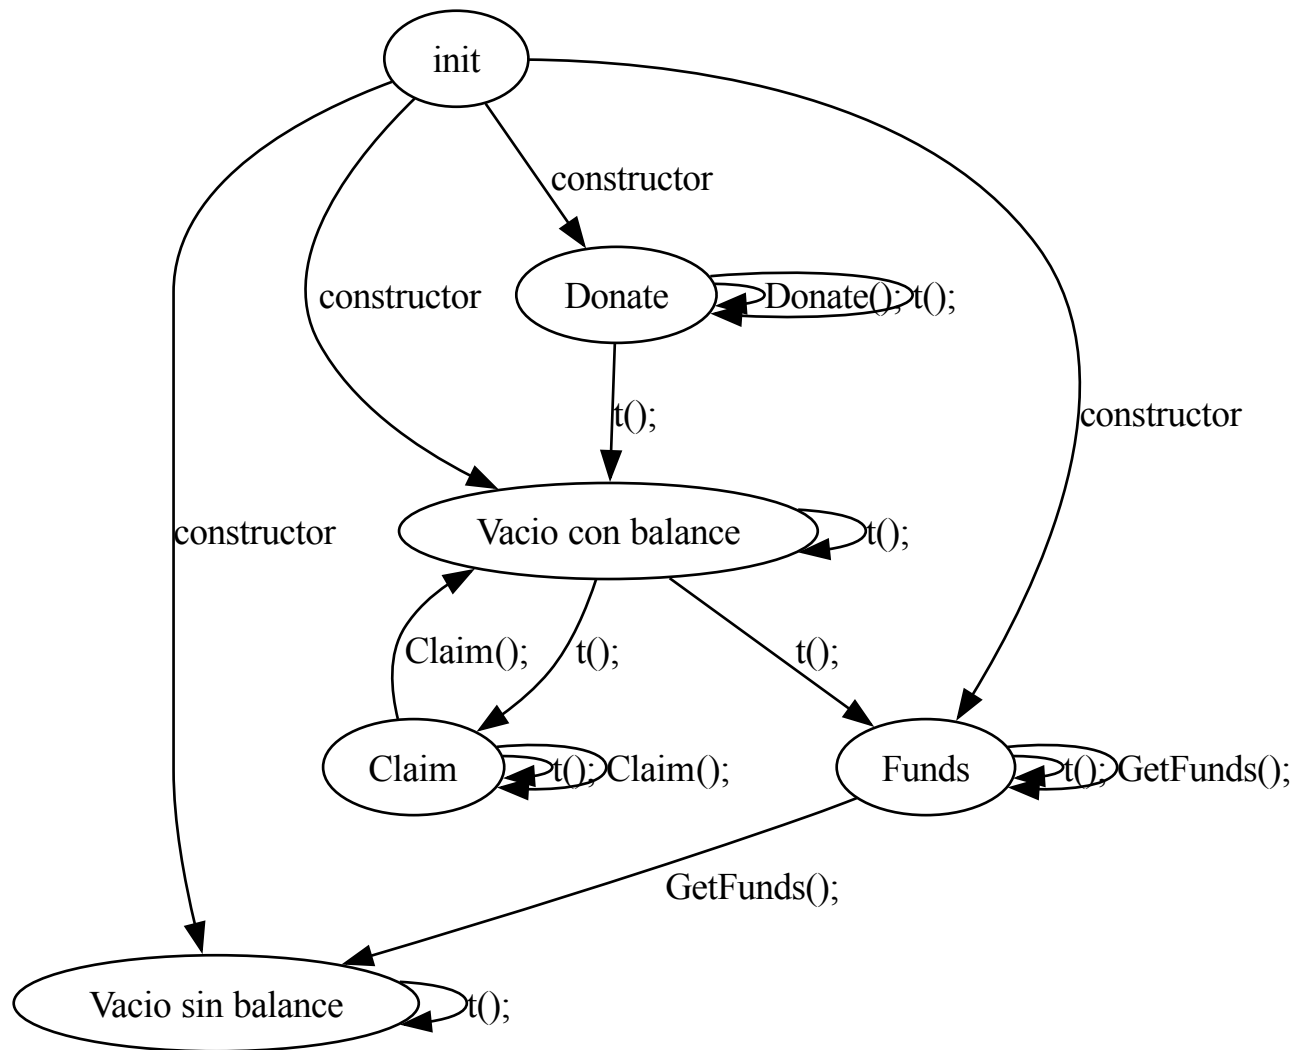 init
constructor
Donate
constructor
Donate(); t();
t();
constructor
constructor
Vacio con balance
t();
Claim();
t();
t();
Claim
t(); Claim();
Funds
t(); GetFunds();
GetFunds();
Vacio sin balance
t();